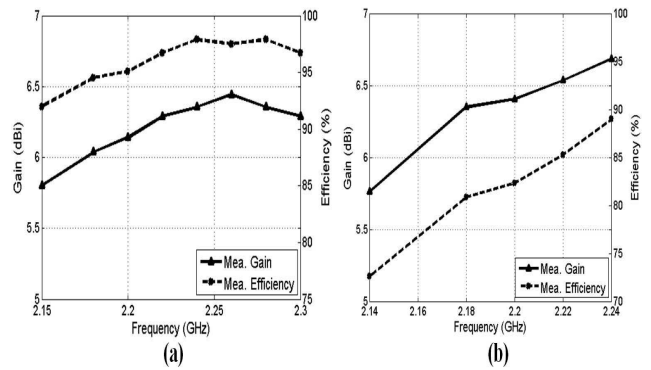 7
6.5
6
5.5
5
Gain (dBi)
100
95
90
85
80
75
Efficiency(%)
2.15
2.2
2.25
2.3
Frequency (GHz)
Mea. Gain
Mea. Efficiency
(a)
7
6.5
6
5.5
5
Gain (dBi)
100
95
90
85
80
75
70
Efficiency(%)
2.14
2.16
2.18
2.2
2.22
2.24
Frequency (GHz)
Mea. Gain
Mea. Efficiency
(b)